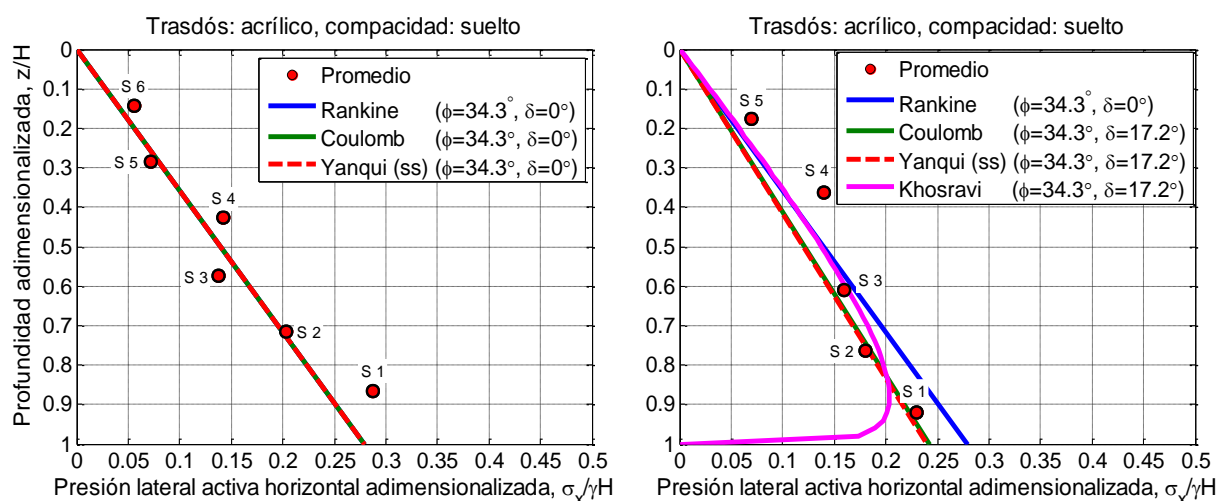 Trasdós: acrílico, compacidad: suelto
Profundidad adimensionalizada, z/H
0
0.1
0.2
0.3
0.4
0.5
0.6
0.7
0.8
0.9
1
S 6
S 5
S 4
S 3
S 2
S 1
Promedio
Rankine (ϕ=34.3°, δ=0°)
Coulomb (ϕ=34.3°, δ=0°)
Yanqui (ss) (ϕ=34.3°, δ=0°)
0 0.05 0.1 0.15 0.2 0.25 0.3 0.35 0.4 0.45 0.5
Presión lateral activa horizontal adimensionalizada, σx/γH
Trasdós: acrílico, compacidad: suelto
0
0.1
0.2
0.3
0.4
0.5
0.6
0.7
0.8
0.9
1
S 5
S 4
S 3
S 2
S 1
Promedio
Rankine (ϕ=34.3°, δ=0°)
Coulomb (ϕ=34.3°, δ=17.2°)
Yanqui (ss) (ϕ=34.3°, δ=17.2°)
Khosravi (ϕ=34.3°, δ=17.2°)
0 0.05 0.1 0.15 0.2 0.25 0.3 0.35 0.4 0.45 0.5
Presión lateral activa horizontal adimensionalizada, σx/γH